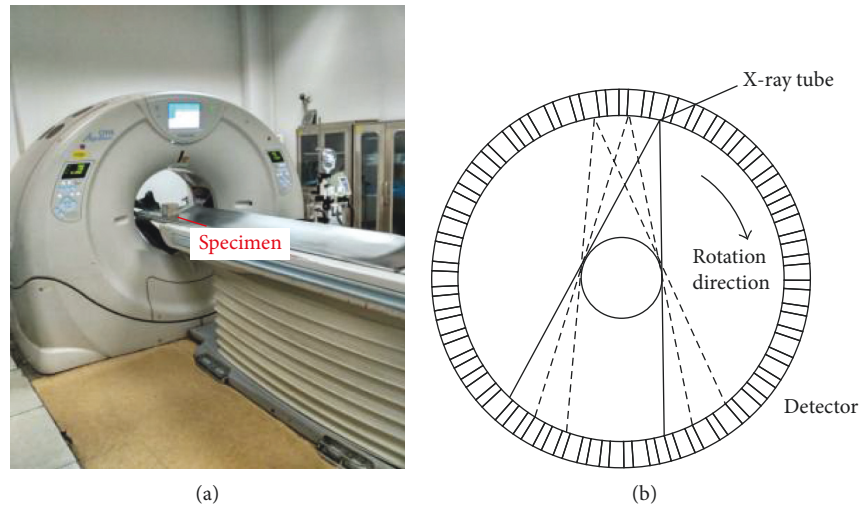 Specimen
X-ray tube
Rotation
direction
Detector
(a)
(b)